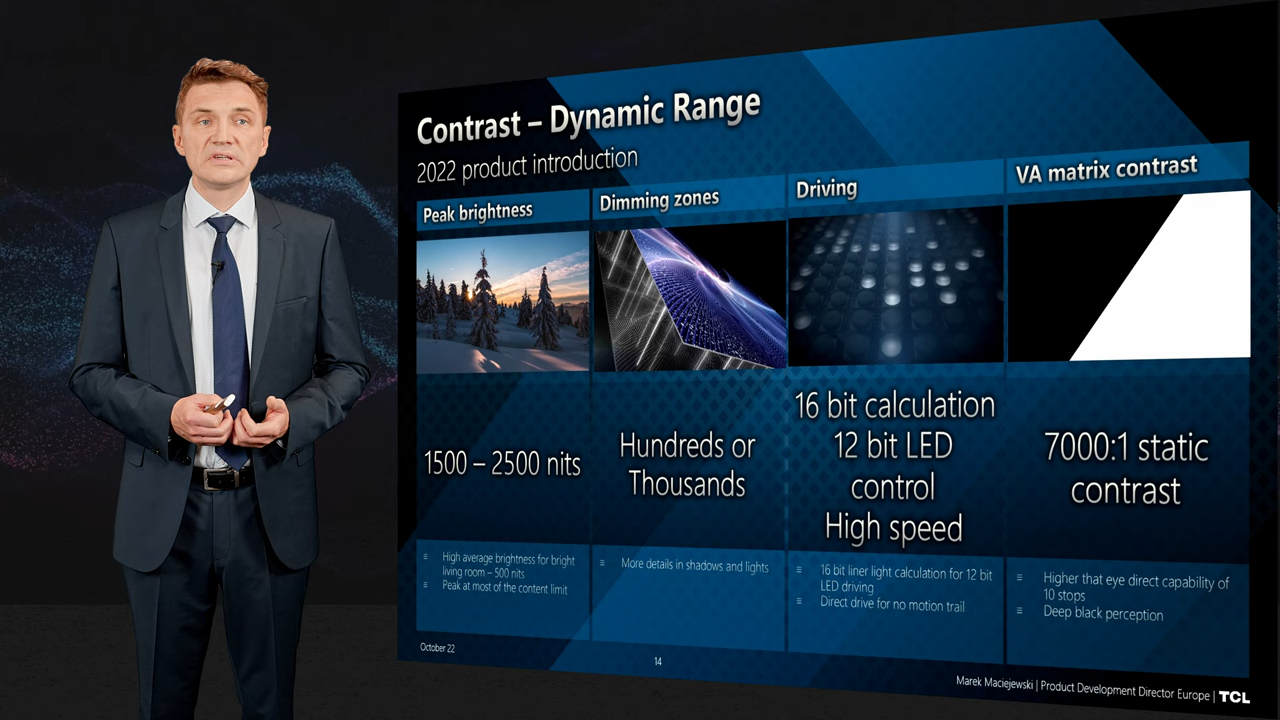 Contrast – Dynamic Range
2022 product introduction
Peak brightness
1500 – 2500 nits
High average brightness for bright
living room – 500 nits
Peak at most of the content limit
Dimming zones
Hundreds or
Thousands
More details in shadows and lights
Driving
16 bit calculation
12 bit LED
control
High speed
16 bit liner light calculation for 12 bit
LED driving
Direct drive for no motion trail
VA matrix contrast
7000:1 static
contrast
Higher that eye direct capability of
10 stops
Deep black perception
October 22
14
Marek Maciejewski | Product Development Director Europe | TCL